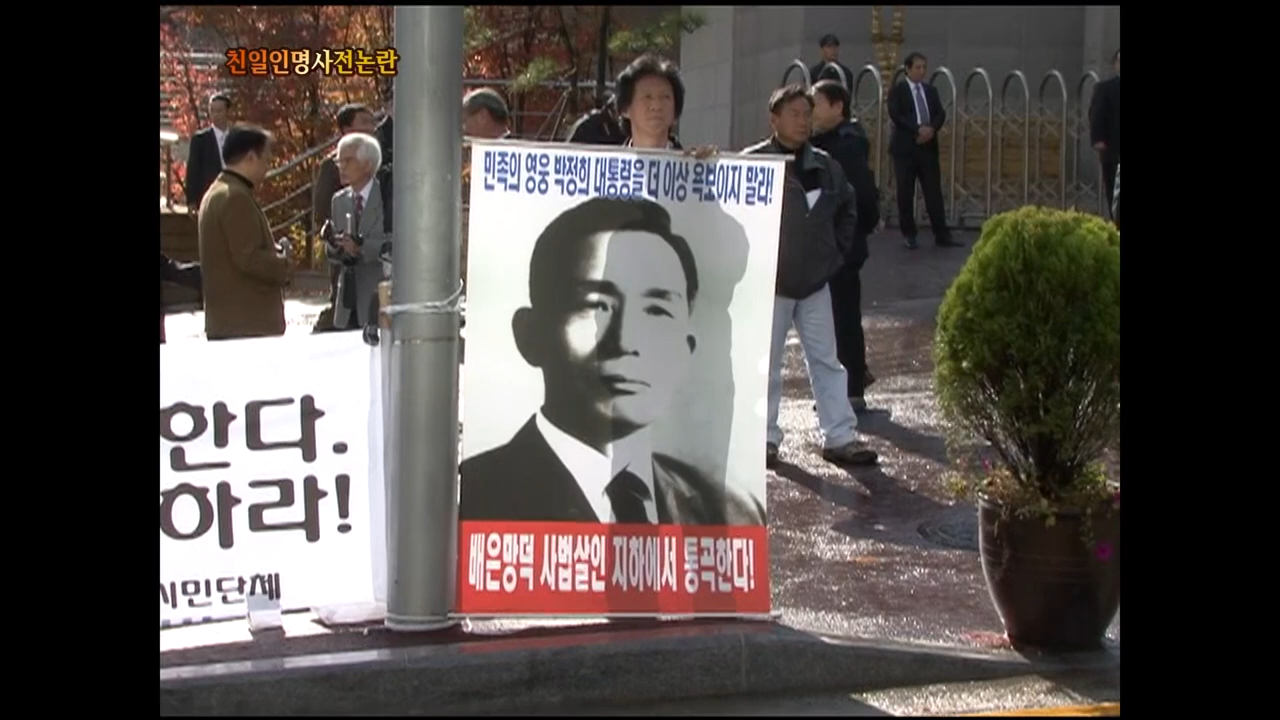 친일인명사전논란
민족의 영웅 박정희 대통령을 더 이상 욕보이지 말라!
한다.
하라!
시민단체
배은망덕 사법살인 지하에서 통곡한다!